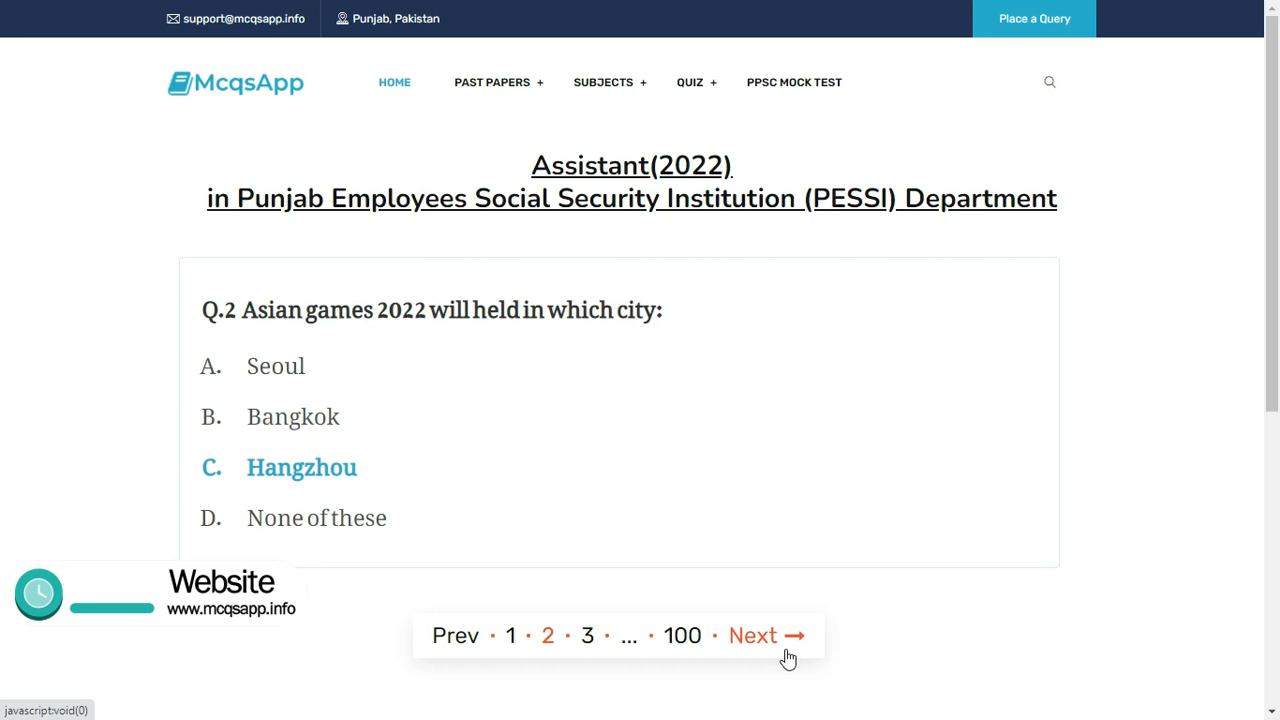 support@mcqsapp.info
Punjab, Pakistan
Place a Query
McqsApp
HOME
PAST PAPERS +
SUBJECTS +
QUIZ +
PPSC MOCK TEST
Assistant(2022)
in Punjab Employees Social Security Institution (PESSI) Department
Q.2 Asian games 2022 will held in which city:
A. Seoul
B. Bangkok
C. Hangzhou
D. None of these
Website
www.mcqsapp.info
Prev · 1 · 2 · 3 · ... · 100 · Next →
javascript:void(0)